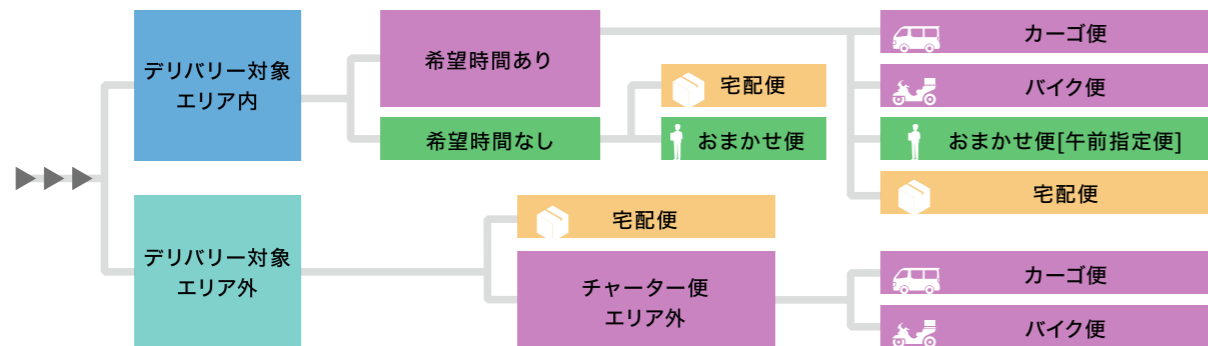 デリバリー対象
エリア内
希望時間あり
希望時間なし
宅配便
おまかせ便
カーゴ便
バイク便
おまかせ便[午前指定便]
宅配便
デリバリー対象
エリア外
宅配便
チャーター便
エリア外
カーゴ便
バイク便